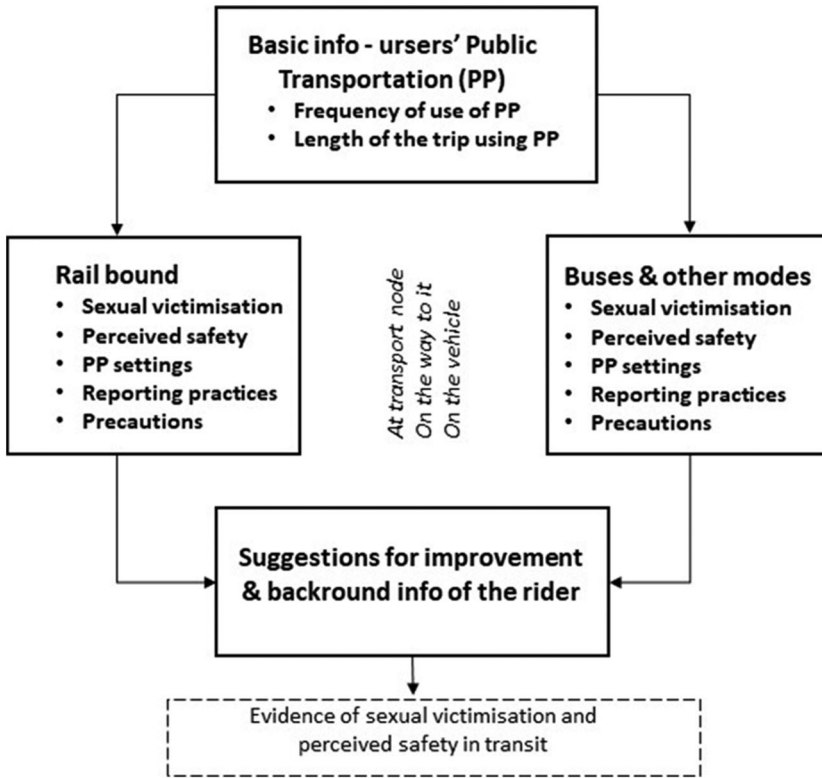 Basic info - ursers' Public
Transportation (PP)
• Frequency of use of PP
• Length of the trip using PP
Rail bound
• Sexual victimisation
• Perceived safety
• PP settings
• Reporting practices
• Precautions
At transport node
On the way to it
On the vehicle
Buses & other modes
• Sexual victimisation
• Perceived safety
• PP settings
• Reporting practices
• Precautions
Suggestions for improvement
& backround info of the rider
Evidence of sexual victimisation and
perceived safety in transit